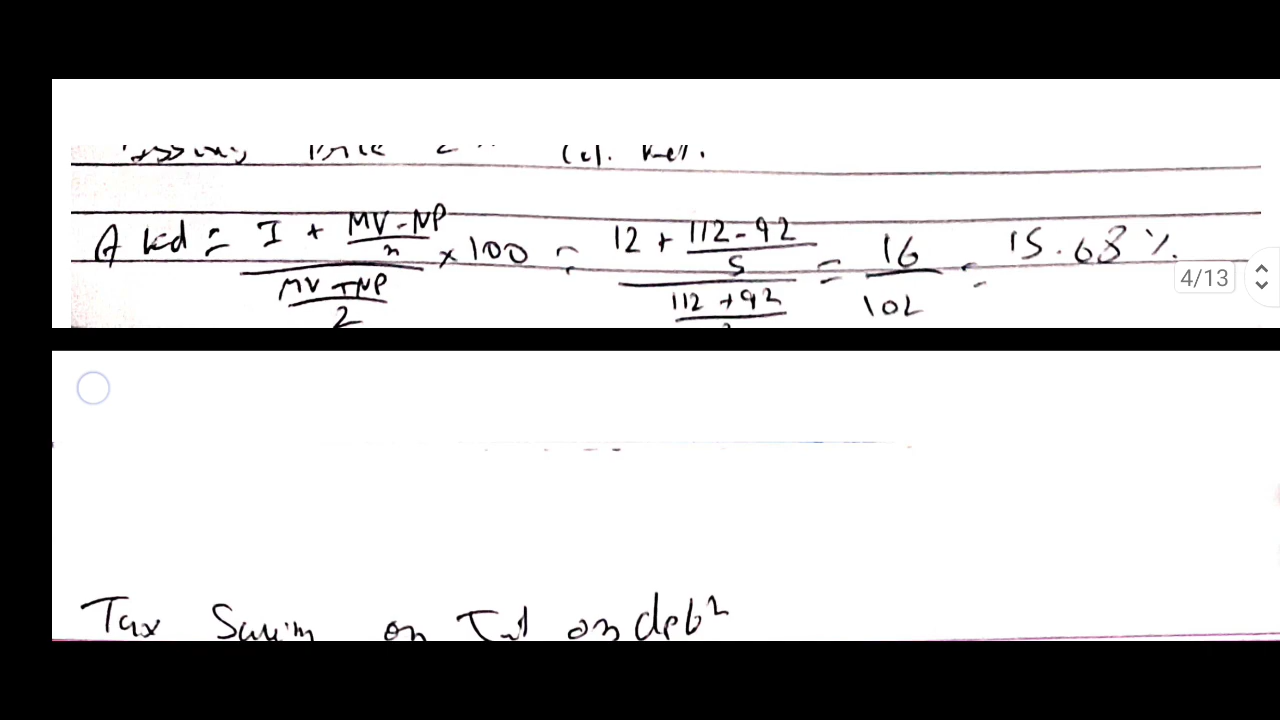 A kd = (I + (MV - NP)/n) / ((MV + NP)/2) × 100 = (12 + (112 - 92)/5) / ((112 + 92)/2) = 16/102 = 15.68%
4/13
Tax Saving on Int on debt